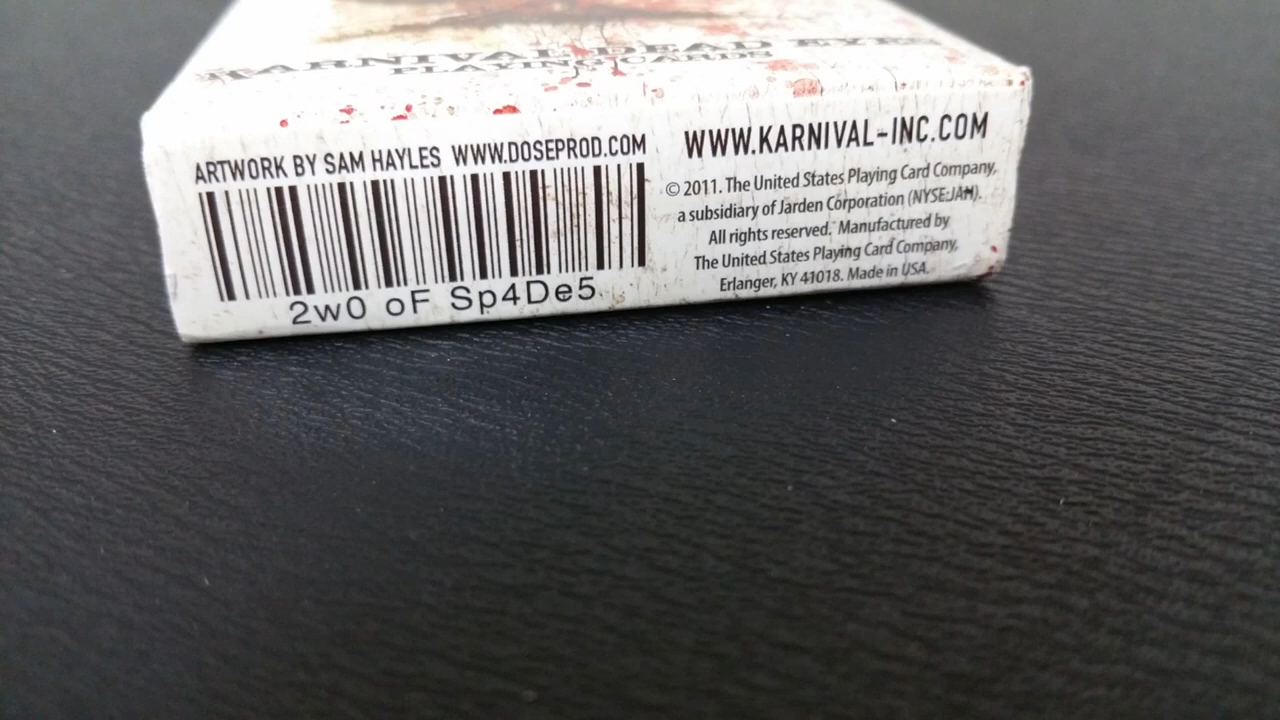 KARNIVAL DEAD EYES
PLAYING CARDS
ARTWORK BY SAM HAYLES WWW.DOSEPROD.COM
2w0 oF Sp4De5
WWW.KARNIVAL-INC.COM
© 2011. The United States Playing Card Company,
a subsidiary of Jarden Corporation (NYSE:JAH).
All rights reserved. Manufactured by
The United States Playing Card Company,
Erlanger, KY 41018. Made in USA.